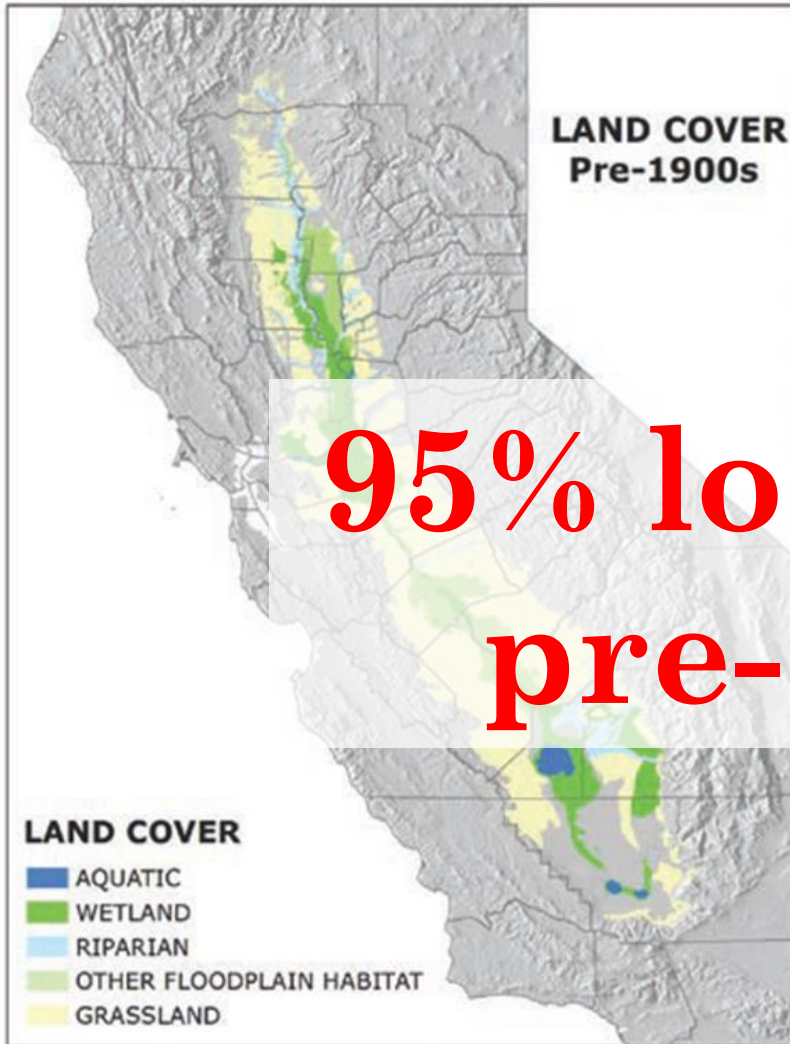 LAND COVER
Pre-1900s
95% lo
pre-
LAND COVER
AQUATIC
WETLAND
RIPARIAN
OTHER FLOODPLAIN HABITAT
GRASSLAND